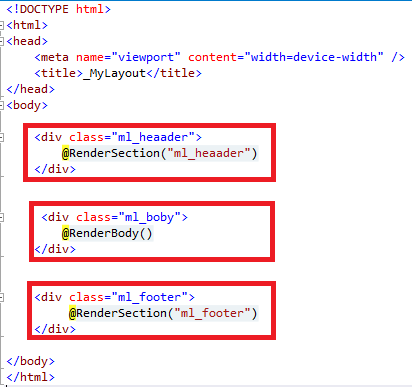 <!DOCTYPE html>
<html>
<head>
<meta name="viewport" content="width=device-width" />
<title>_MyLayout</title>
</head>
<body>
<div class="ml_heaader">
@RenderSection("ml_heaader")
</div>
<div class="ml_boby">
@RenderBody()
</div>
<div class="ml_footer">
@RenderSection("ml_footer")
</div>
</body>
</html>